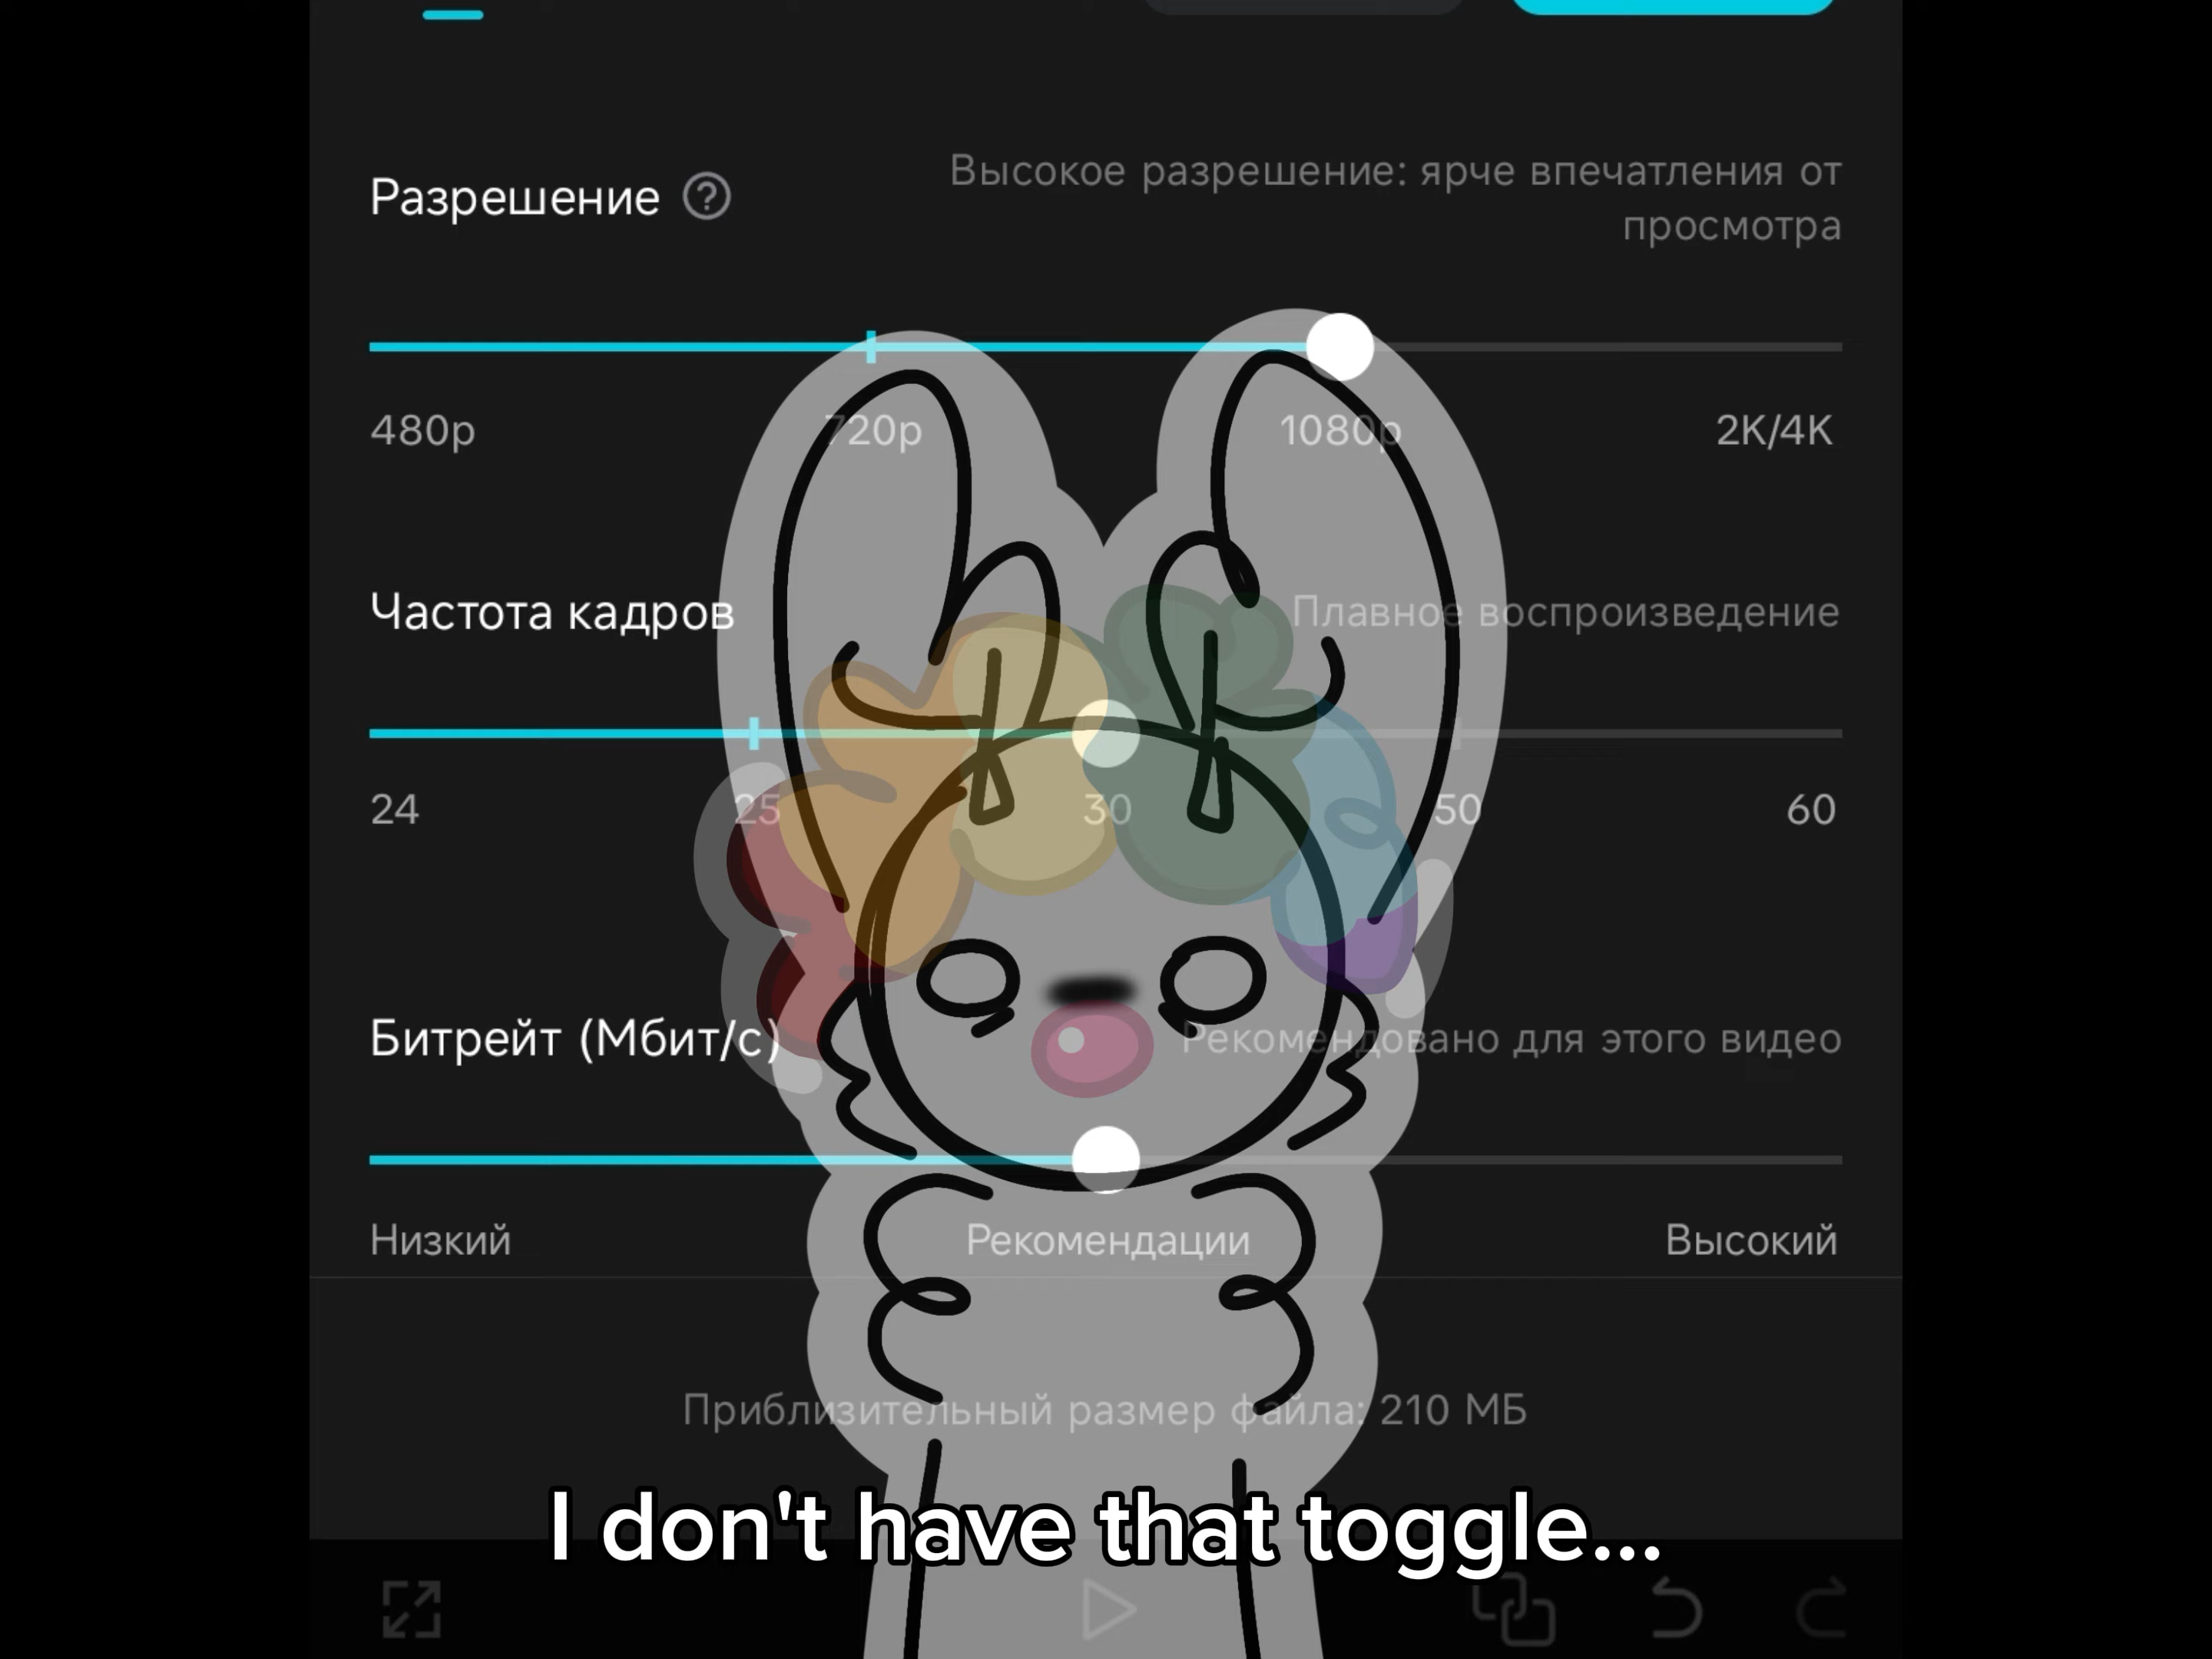 Разрешение ?
Высокое разрешение: ярче впечатления от
просмотра
480p 720p 1080p 2K/4K
Частота кадров Плавное воспроизведение
24 25 30 50 60
Битрейт (Мбит/с) Рекомендовано для этого видео
Низкий Рекомендации Высокий
Приблизительный размер файла: 210 МБ
I don't have that toggle...